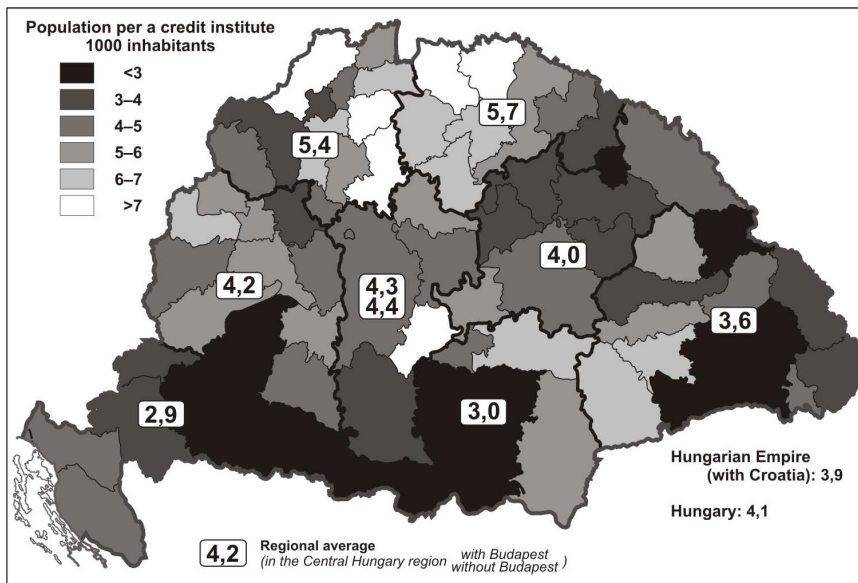 Population per a credit institute
1000 inhabitants
<3
3–4
4–5
5–6
6–7
>7
5,4
5,7
4,2
4,3
4,4
4,0
3,6
2,9
3,0
Hungarian Empire
(with Croatia): 3,9
Hungary: 4,1
4,2
Regional average
(in the Central Hungary region with Budapest
without Budapest)